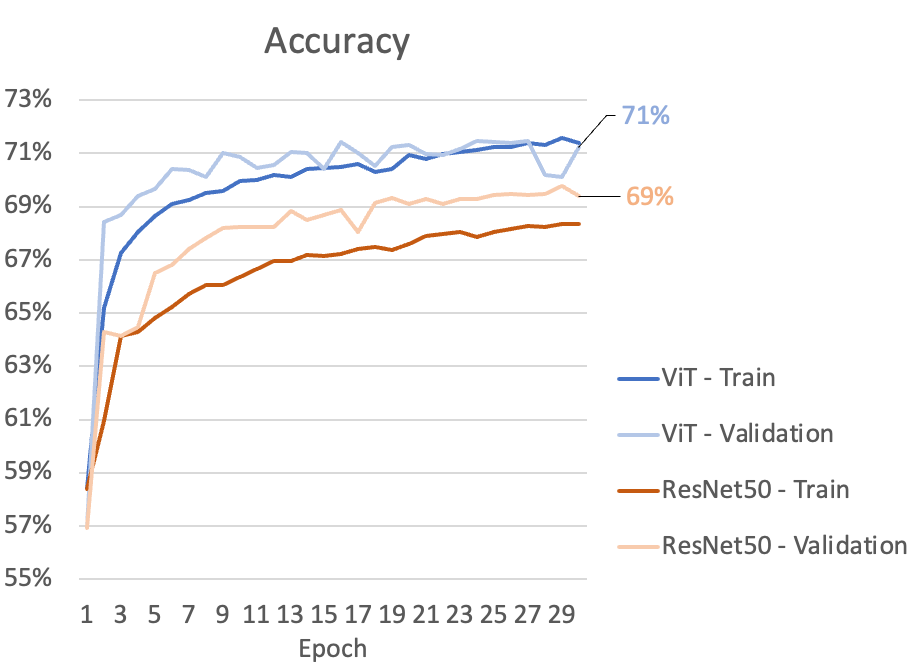 Accuracy
73%
71%
69%
67%
65%
63%
61%
59%
57%
55%
71%
69%
ViT - Train
ViT - Validation
ResNet50 - Train
ResNet50 - Validation
1 3 5 7 9 11 13 15 17 19 21 23 25 27 29
Epoch